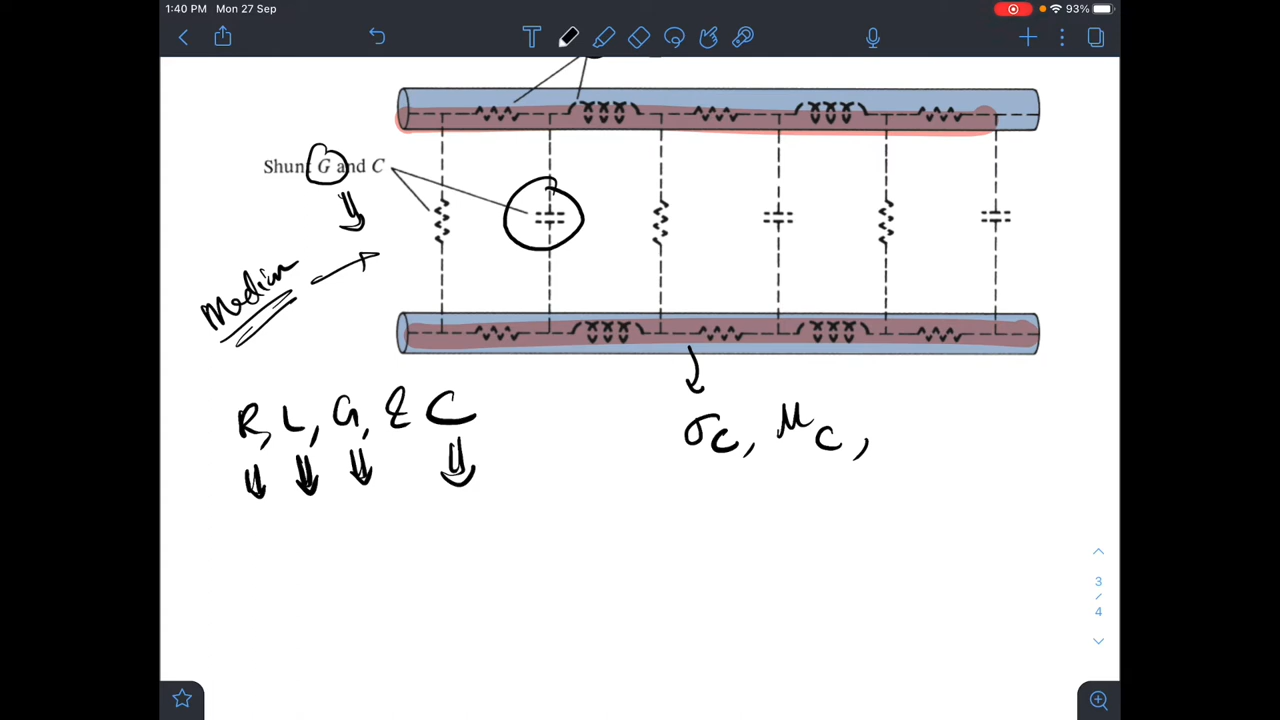 1:40 PM Mon 27 Sep
93%
T
Shunt G and C
Medium
R, L, G, & C
σc, μc,
3
/
4